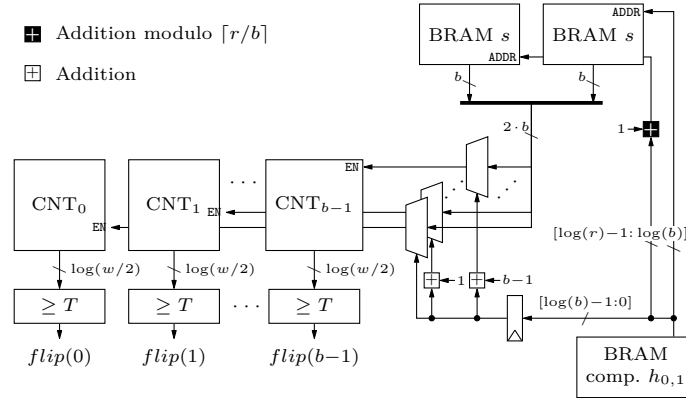 Addition modulo ⌈r/b⌉
Addition
BRAM s
BRAM s
ADDR
ADDR
b
b
2 · b
1
EN
CNT₀
CNT₁
. . .
CNT_{b−1}
EN
EN
[log(r)−1: log(b)]
log(w/2)
log(w/2)
log(w/2)
1
b−1
≥ T
≥ T
. . .
≥ T
[log(b)−1:0]
flip(0)
flip(1)
flip(b−1)
BRAM
comp. h_{0,1}